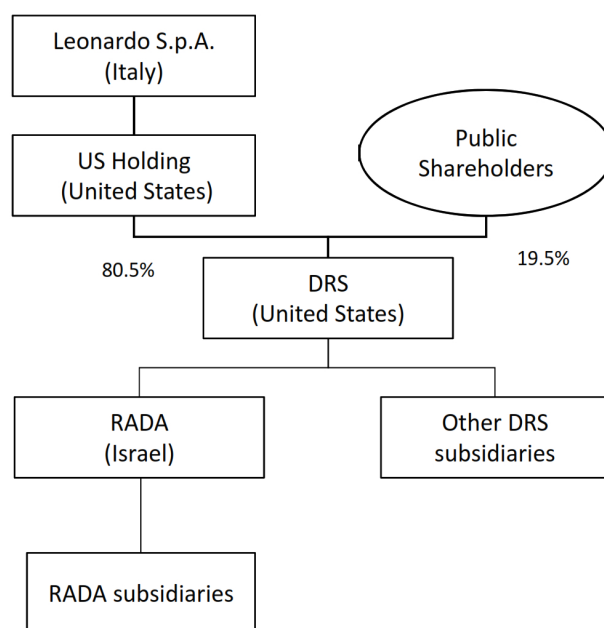 Leonardo S.p.A.
(Italy)
US Holding
(United States)
Public
Shareholders
80.5%
19.5%
DRS
(United States)
RADA
(Israel)
Other DRS
subsidiaries
RADA subsidiaries